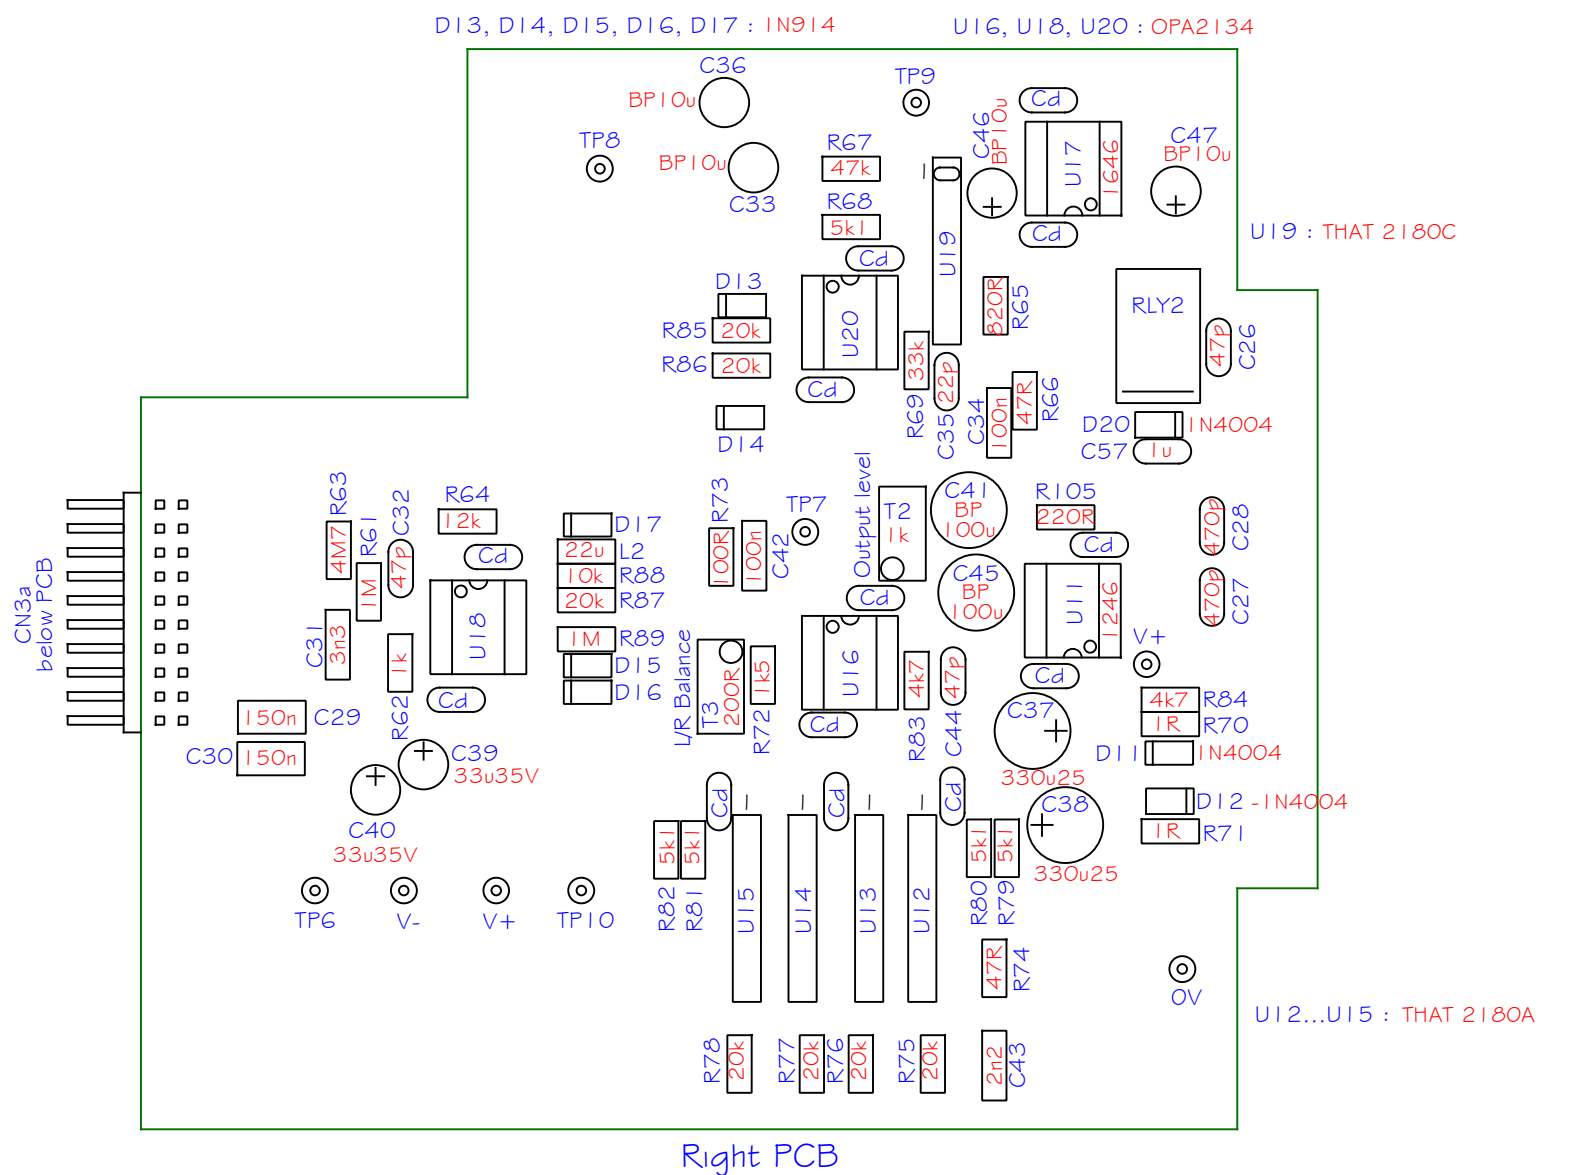 D13, D14, D15, D16, D17 : 1N914
U16, U18, U20 : OPA2134
C36
BP10u
TP9
Cd
C46
BP10u
U17
1646
C47
BP10u
TP8
BP10u
C33
R67
47k
R68
5k1
Cd
U19
Cd
U19 : THAT 2180C
D13
R85
20k
R86
20k
D14
U20
Cd
R69
33k
C35
22p
820R
R65
C34
100n
47R
R66
RLY2
47p
C26
D20
1N4004
C57
1u
CN3a
below PCB
R63
4M7
R61
1M
C32
47p
R64
12k
Cd
U18
Cd
C31
3n3
R62
1k
D17
22u
L2
10k
R88
20k
R87
1M
R89
D15
D16
R73
100R
100n
C42
TP7
Output level
T2
1k
C41
BP
100u
R105
220R
Cd
470p
C28
470p
C27
C45
BP
100u
U11
1246
Cd
V+
Cd
U16
Cd
L/R Balance
T3
200R
R72
1k5
4k7
R83
47p
C44
C37
330u25
4k7
R84
1R
R70
D11
1N4004
150n
C29
C30
150n
C39
33u35V
C40
33u35V
D12
-1N4004
1R
R71
C38
330u25
Cd
Cd
Cd
R82
5k1
R81
5k1
U15
U14
U13
U12
R80
5k1
R79
5k1
TP6
V-
V+
TP10
47R
R74
0V
U12...U15 : THAT 2180A
R78
20k
R77
20k
R76
20k
R75
20k
2n2
C43
Right PCB